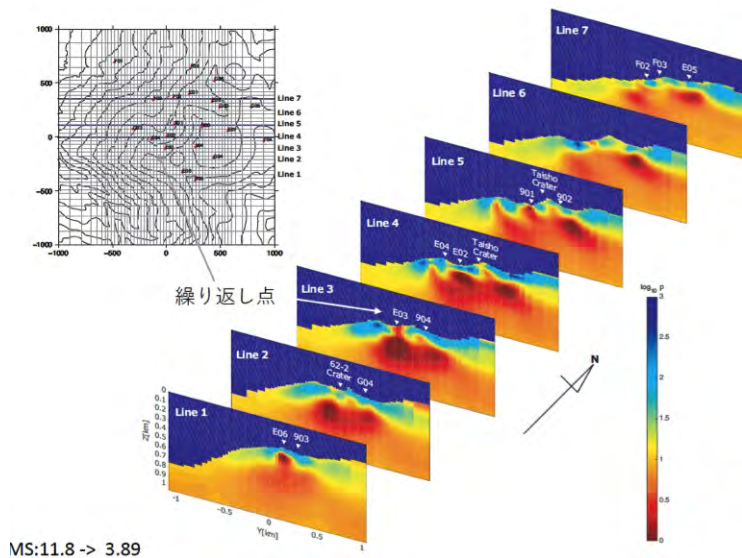 1000
500
0
-500
-1000
-1000
-500
0
500
1000
Line 7
Line 6
Line 5
Line 4
Line 3
Line 2
Line 1
繰り返し点
Line 7
F02
F03
E05
Line 6
Line 5
Taisho
Crater
901
902
Line 4
E04
E02
Taisho
Crater
Line 3
E03
904
Line 2
62-2
Crater
G04
Line 1
E06
903
0
0.1
0.2
0.3
0.4
0.5
0.6
0.7
0.8
0.9
1
Z[km]
-1
-0.5
0
0.5
1
Y[km]
N
log10 ρ
3
2.5
2
1.5
1
0.5
0
MS:11.8 -> 3.89